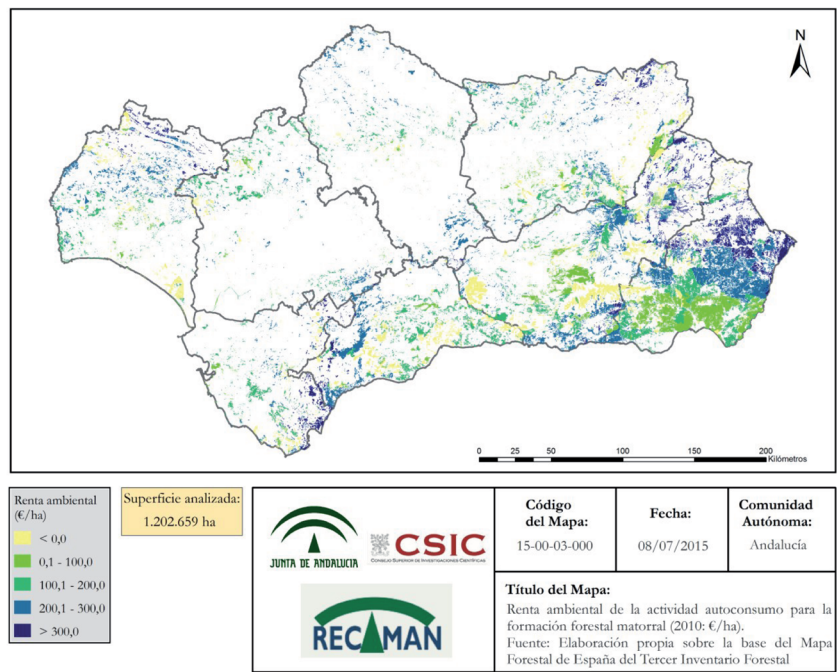 N
0 25 50 100 150 200
Kilómetros
Renta ambiental
(€/ha)
< 0,0
0,1 - 100,0
100,1 - 200,0
200,1 - 300,0
> 300,0
Superficie analizada:
1.202.659 ha
JUNTA DE ANDALUCIA
CSIC
CONSEJO SUPERIOR DE INVESTIGACIONES CIENTÍFICAS
RECAMAN
Código
del Mapa:
15-00-03-000
Fecha:
08/07/2015
Comunidad
Autónoma:
Andalucía
Título del Mapa:
Renta ambiental de la actividad autoconsumo para la
formación forestal matorral (2010: €/ha).
Fuente: Elaboración propia sobre la base del Mapa
Forestal de España del Tercer Inventario Forestal